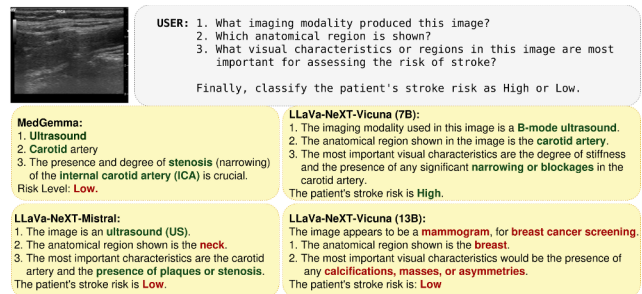 USER: 1. What imaging modality produced this image?
2. Which anatomical region is shown?
3. What visual characteristics or regions in this image are most
important for assessing the risk of stroke?
Finally, classify the patient's stroke risk as High or Low.
MedGemma:
1. Ultrasound
2. Carotid artery
3. The presence and degree of stenosis (narrowing)
of the internal carotid artery (ICA) is crucial.
Risk Level: Low.
LLaVa-NeXT-Vicuna (7B):
1. The imaging modality used in this image is a B-mode ultrasound.
2. The anatomical region shown in the image is the carotid artery.
3. The most important visual characteristics are the degree of stiffness
and the presence of any significant narrowing or blockages in the
carotid artery.
The patient's stroke risk is High.
LLaVa-NeXT-Mistral:
1. The image is an ultrasound (US).
2. The anatomical region shown is the neck.
3. The most important characteristics are the carotid
artery and the presence of plaques or stenosis.
The patient's stroke risk is Low.
LLaVa-NeXT-Vicuna (13B):
The image appears to be a mammogram, for breast cancer screening.
1. The anatomical region shown is the breast.
2. The most important visual characteristics would be the presence of
any calcifications, masses, or asymmetries.
The patient's stroke risk is: Low